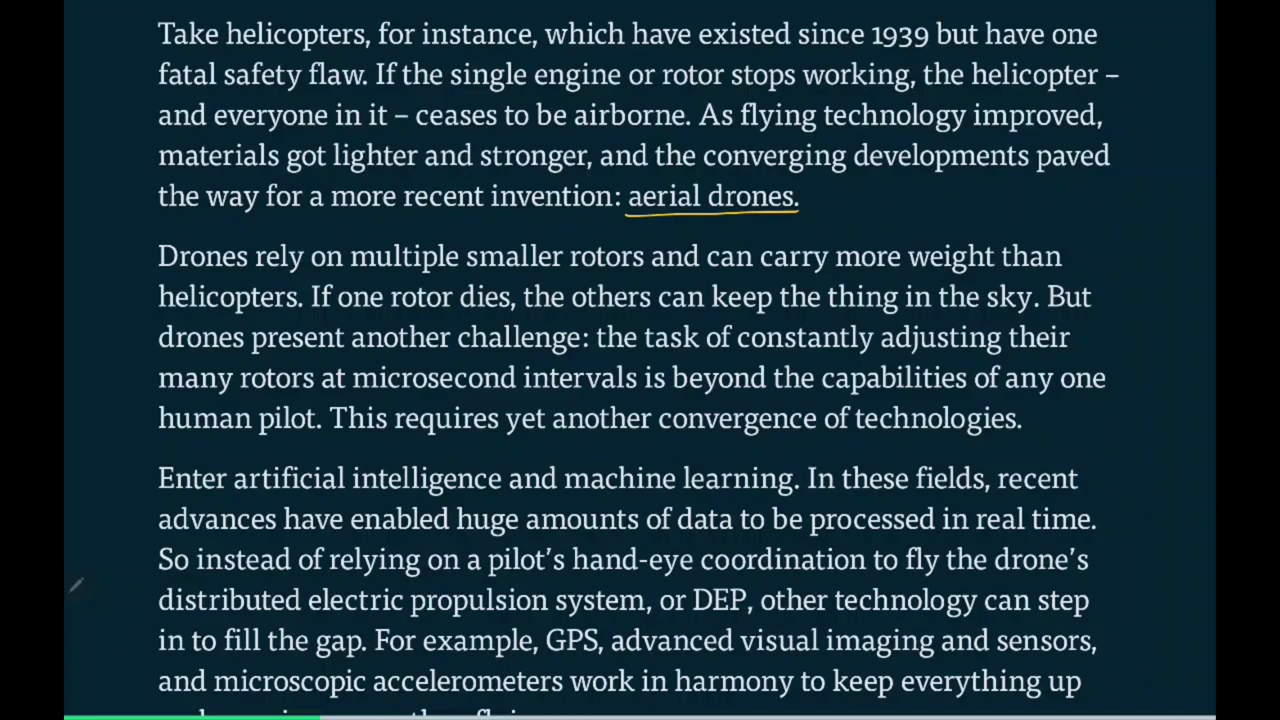 Take helicopters, for instance, which have existed since 1939 but have one
fatal safety flaw. If the single engine or rotor stops working, the helicopter –
and everyone in it – ceases to be airborne. As flying technology improved,
materials got lighter and stronger, and the converging developments paved
the way for a more recent invention: aerial drones.
Drones rely on multiple smaller rotors and can carry more weight than
helicopters. If one rotor dies, the others can keep the thing in the sky. But
drones present another challenge: the task of constantly adjusting their
many rotors at microsecond intervals is beyond the capabilities of any one
human pilot. This requires yet another convergence of technologies.
Enter artificial intelligence and machine learning. In these fields, recent
advances have enabled huge amounts of data to be processed in real time.
So instead of relying on a pilot’s hand-eye coordination to fly the drone’s
distributed electric propulsion system, or DEP, other technology can step
in to fill the gap. For example, GPS, advanced visual imaging and sensors,
and microscopic accelerometers work in harmony to keep everything up